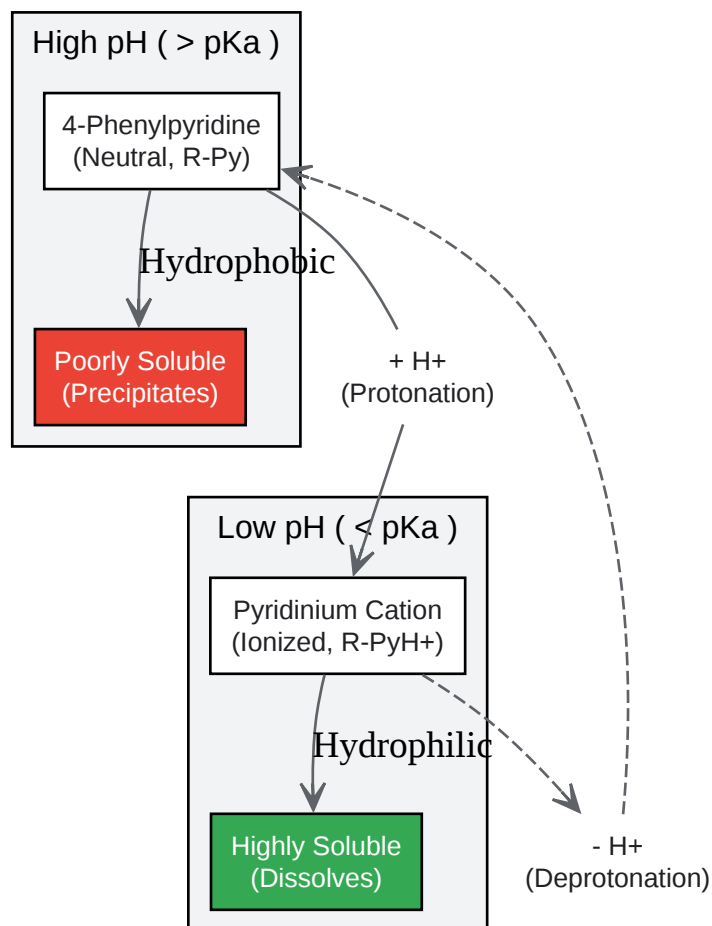 High pH ( > pKa )
4-Phenylpyridine
(Neutral, R-Py)
Hydrophobic
Poorly Soluble
(Precipitates)
+ H+
(Protonation)
Low pH ( < pKa )
Pyridinium Cation
(Ionized, R-PyH+)
Hydrophilic
Highly Soluble
(Dissolves)
- H+
(Deprotonation)